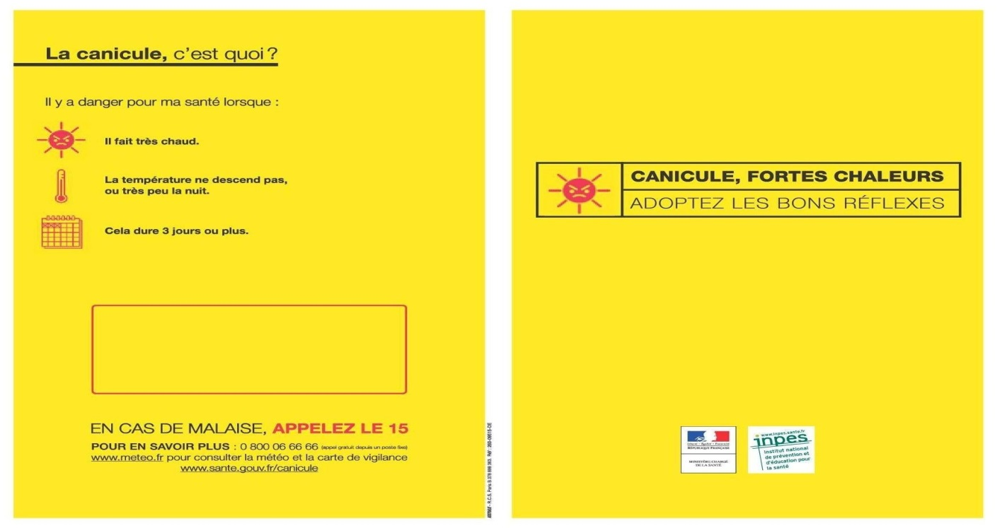 La canicule, c'est quoi ?
Il y a danger pour ma santé lorsque :
Il fait très chaud.
La température ne descend pas,
ou très peu la nuit.
Cela dure 3 jours ou plus.
EN CAS DE MALAISE, APPELEZ LE 15
POUR EN SAVOIR PLUS : 0 800 06 66 66 (appel gratuit depuis un poste fixe)
www.meteo.fr pour consulter la météo et la carte de vigilance
www.sante.gouv.fr/canicule
CANICULE, FORTES CHALEURS
ADOPTEZ LES BONS RÉFLEXES
Liberté • Égalité • Fraternité
RÉPUBLIQUE FRANÇAISE
MINISTÈRE CHARGÉ
DE LA SANTÉ
www.inpes.sante.fr
inpes
Institut national
de prévention et
d'éducation pour
la santé